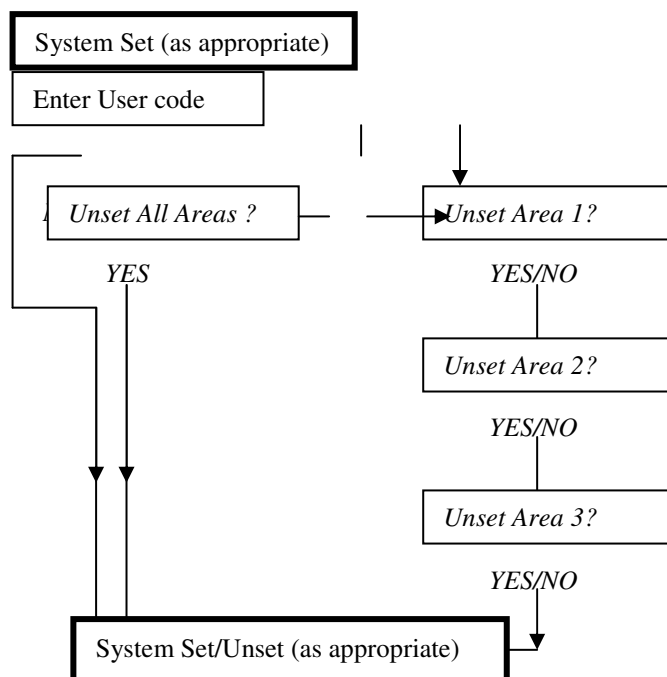 System Set (as appropriate)
Enter User code
Unset All Areas ?
Unset Area 1?
YES
YES/NO
Unset Area 2?
YES/NO
Unset Area 3?
YES/NO
System Set/Unset (as appropriate)